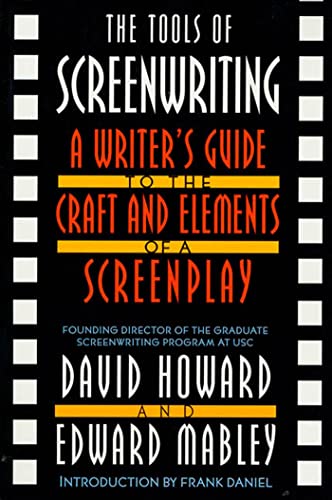 THE TOOLS OF
SCREENWRITING
A WRITER'S GUIDE
TO THE
CRAFT AND ELEMENTS
OF A
SCREENPLAY
FOUNDING DIRECTOR OF THE GRADUATE
SCREENWRITING PROGRAM AT USC
DAVID HOWARD
AND
EDWARD MABLEY
INTRODUCTION BY FRANK DANIEL